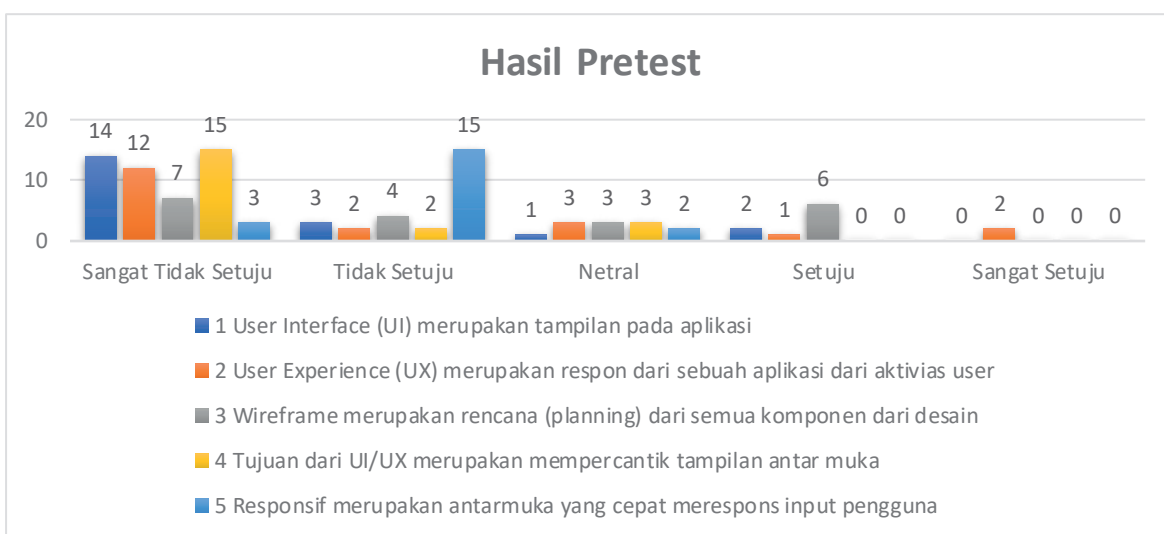 Hasil Pretest
20
10
0
14 12 7 15 3
3 2 4 2 15
1 3 3 3 2
2 1 6 0 0
0 2 0 0 0
Sangat Tidak Setuju Tidak Setuju Netral Setuju Sangat Setuju
1 User Interface (UI) merupakan tampilan pada aplikasi
2 User Experience (UX) merupakan respon dari sebuah aplikasi dari aktivias user
3 Wireframe merupakan rencana (planning) dari semua komponen dari desain
4 Tujuan dari UI/UX merupakan mempercantik tampilan antar muka
5 Responsif merupakan antarmuka yang cepat merespons input pengguna